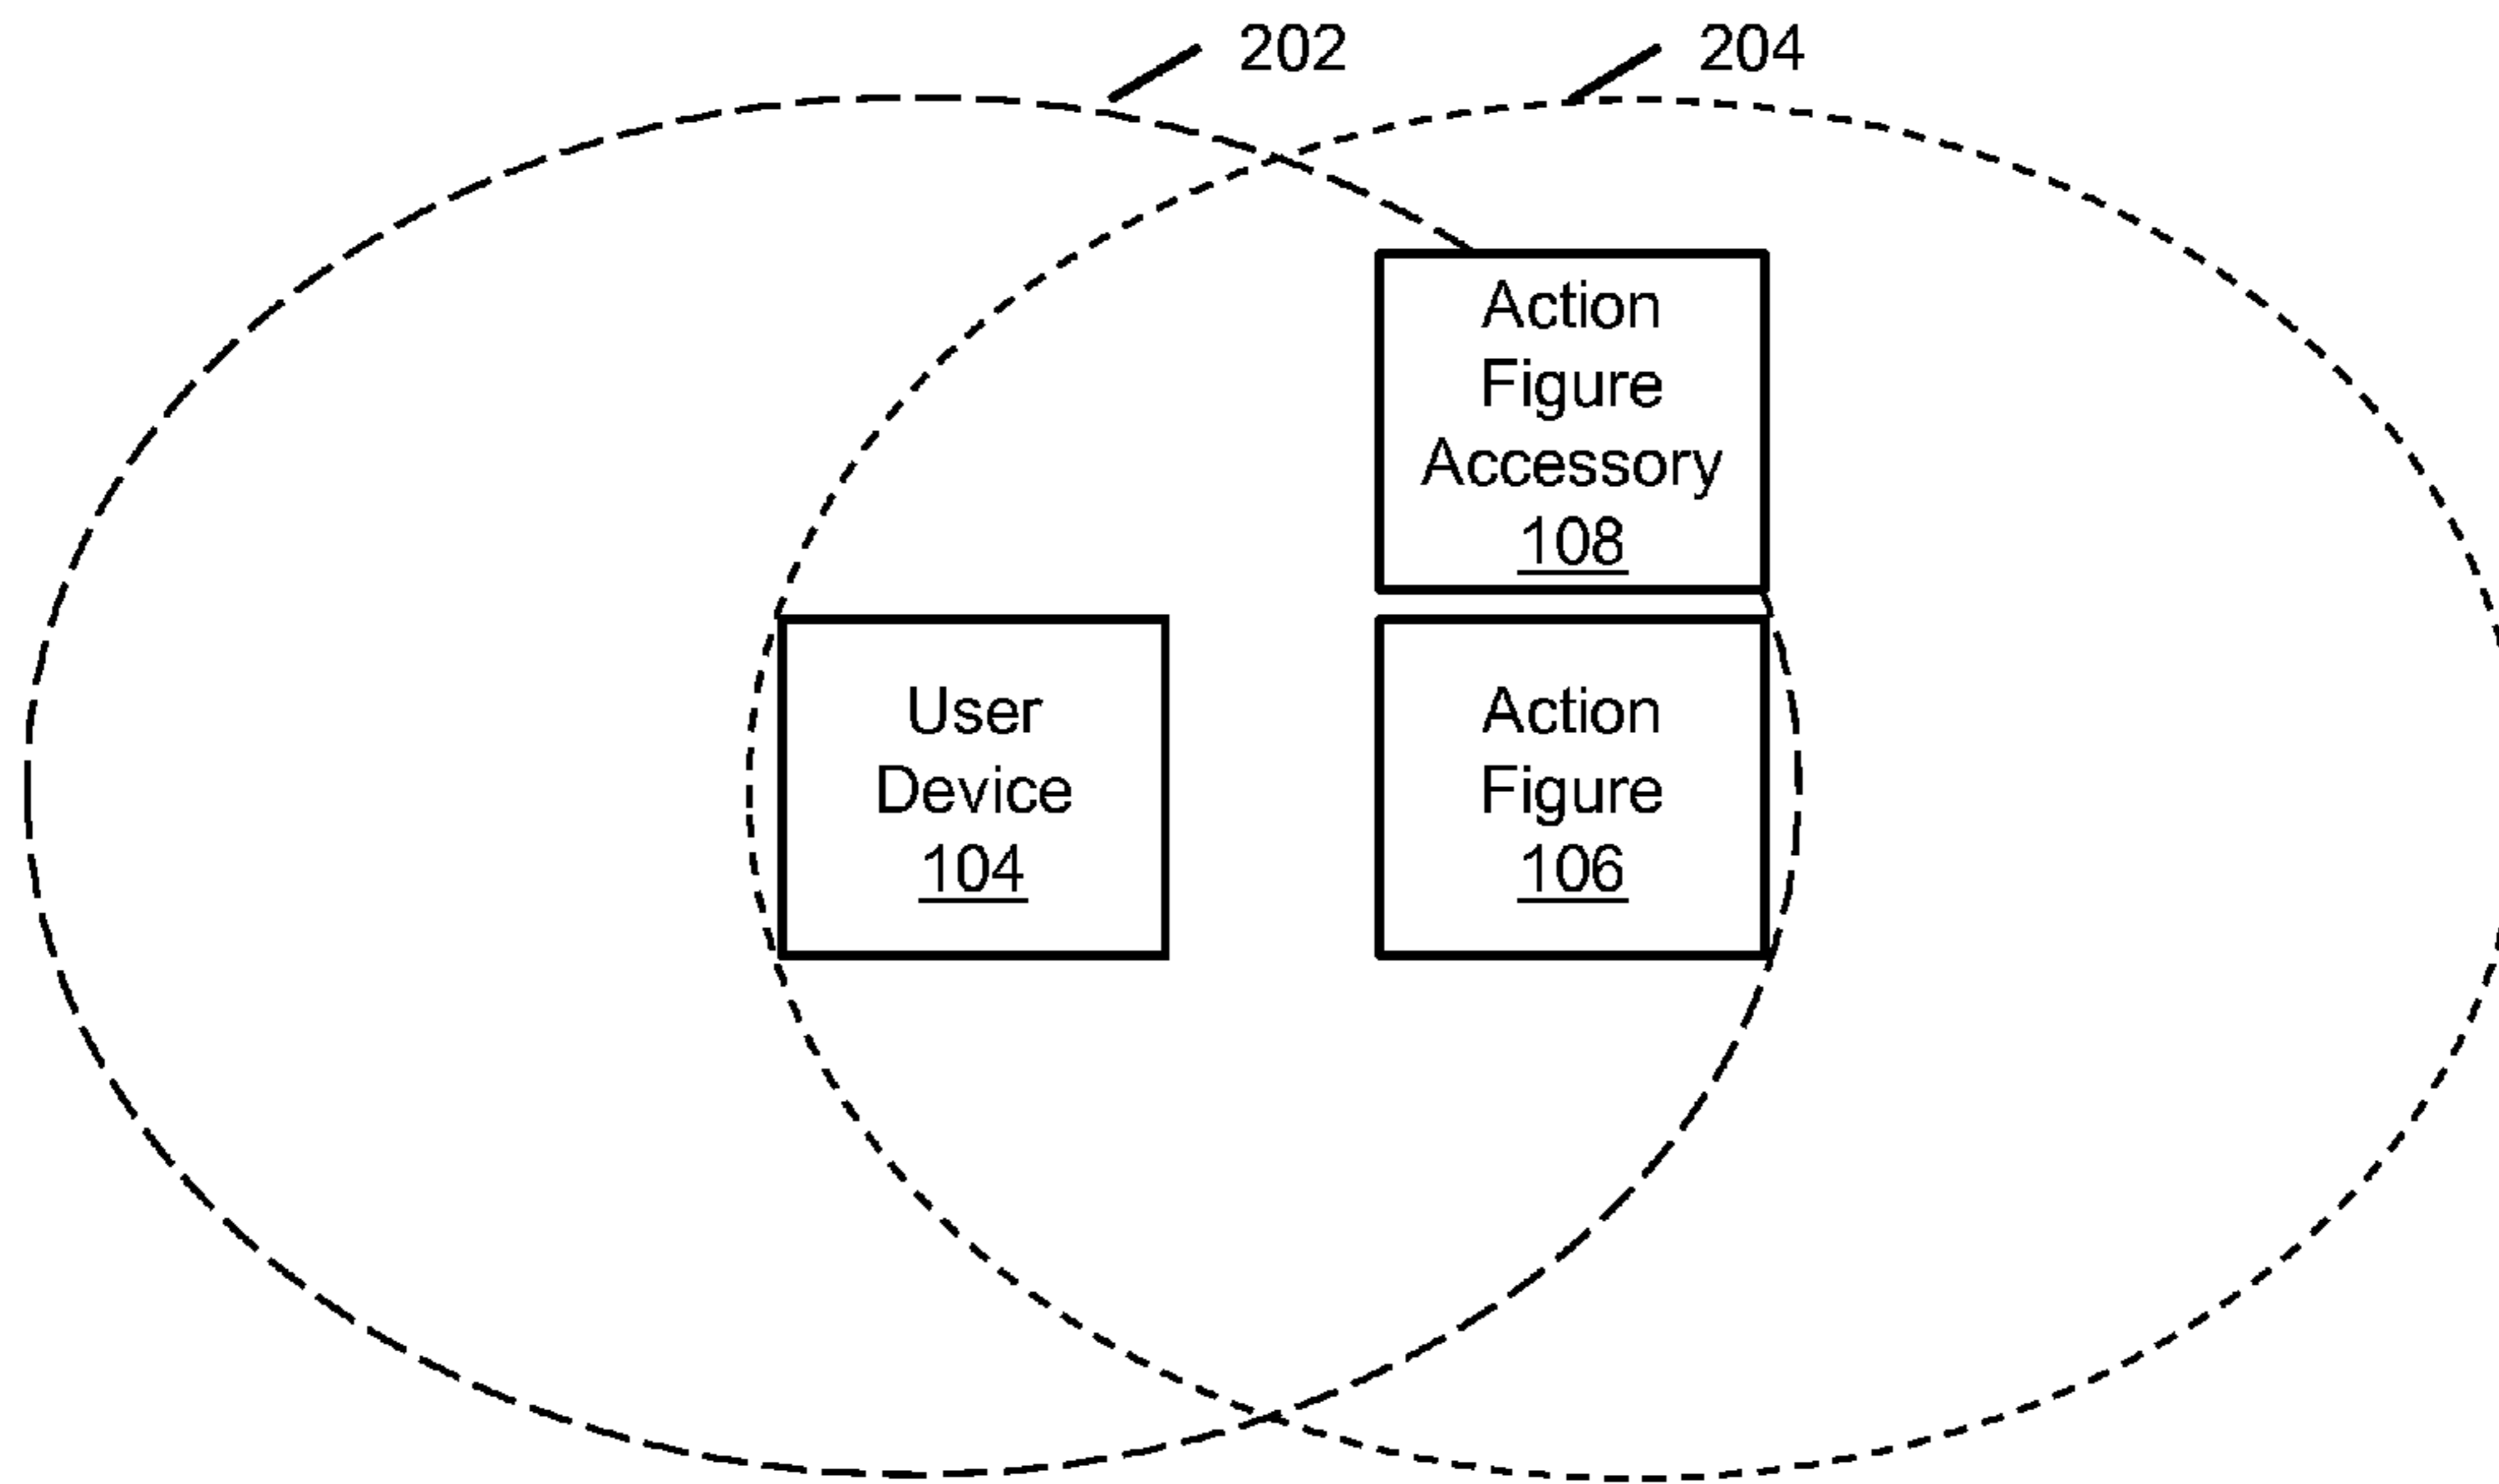 202
204
Action
Figure
Accessory
108
User
Device
104
Action
Figure
106